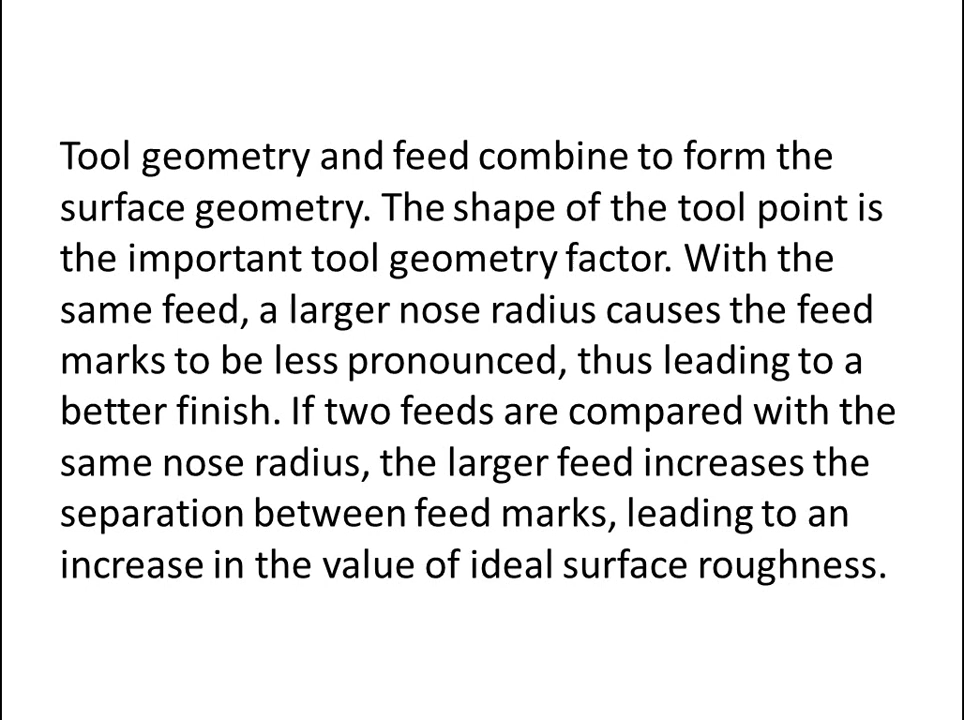 Tool geometry and feed combine to form the
surface geometry. The shape of the tool point is
the important tool geometry factor. With the
same feed, a larger nose radius causes the feed
marks to be less pronounced, thus leading to a
better finish. If two feeds are compared with the
same nose radius, the larger feed increases the
separation between feed marks, leading to an
increase in the value of ideal surface roughness.